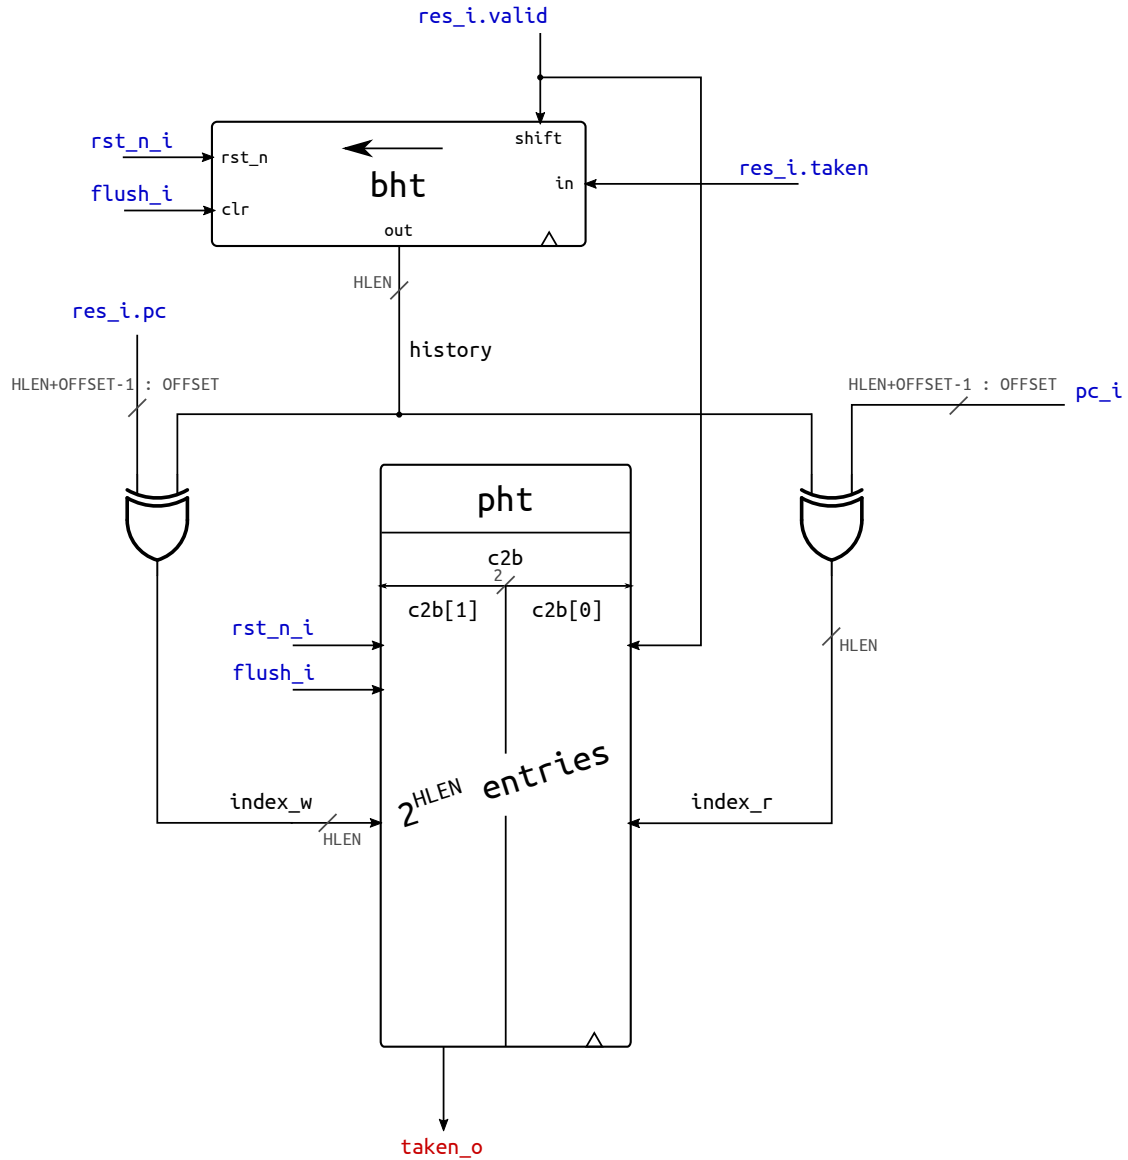 res_i.valid
rst_n_i
rst_n
shift
bht
in
res_i.taken
flush_i
clr
out
HLEN
res_i.pc
history
HLEN+OFFSET-1 : OFFSET
HLEN+OFFSET-1 : OFFSET
pc_i
pht
c2b
2
c2b[1]
c2b[0]
rst_n_i
flush_i
HLEN
2^HLEN entries
index_w
HLEN
index_r
taken_o